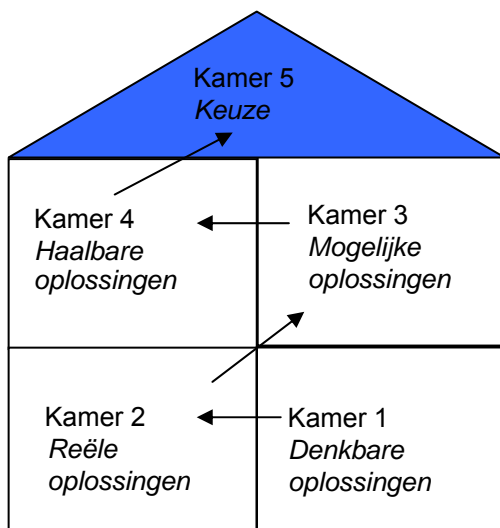 Kamer 5
Keuze
Kamer 4
Haalbare
oplossingen
Kamer 3
Mogelijke
oplossingen
Kamer 2
Reële
oplossingen
Kamer 1
Denkbare
oplossingen